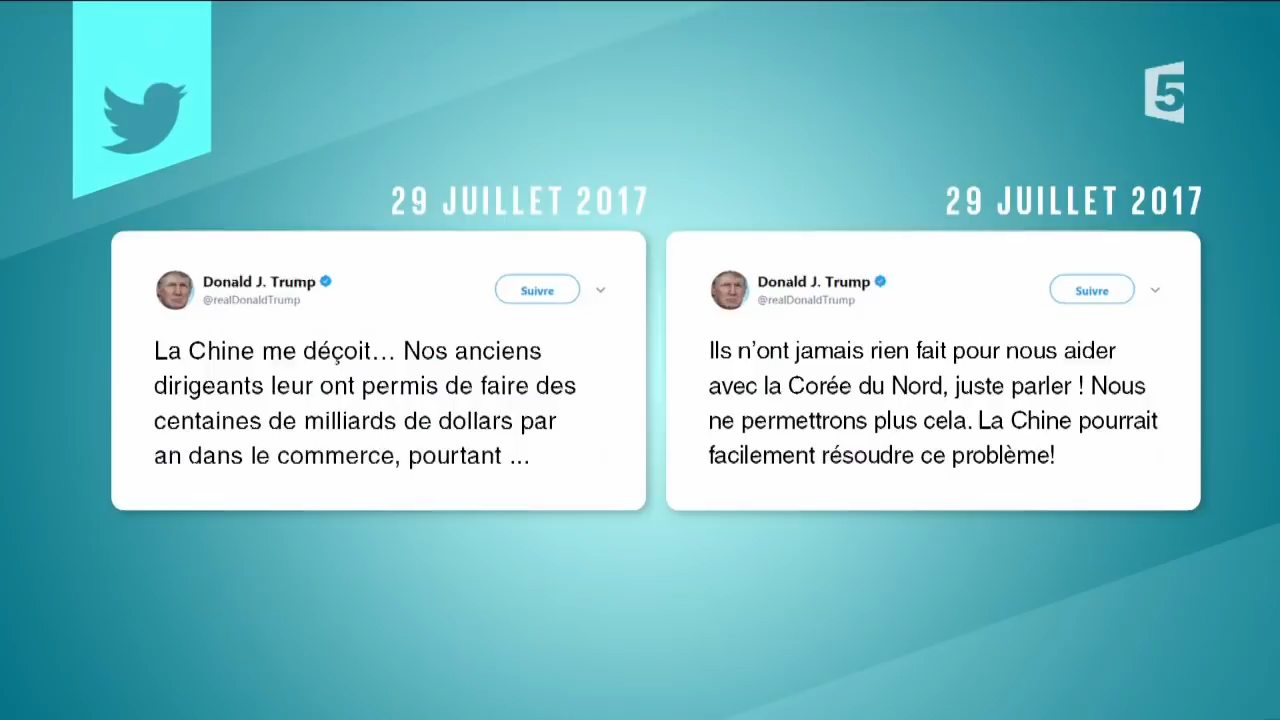 5
29 JUILLET 2017
Donald J. Trump
@realDonaldTrump
Suivre
La Chine me déçoit… Nos anciens
dirigeants leur ont permis de faire des
centaines de milliards de dollars par
an dans le commerce, pourtant ...
29 JUILLET 2017
Donald J. Trump
@realDonaldTrump
Suivre
Ils n’ont jamais rien fait pour nous aider
avec la Corée du Nord, juste parler ! Nous
ne permettrons plus cela. La Chine pourrait
facilement résoudre ce problème!